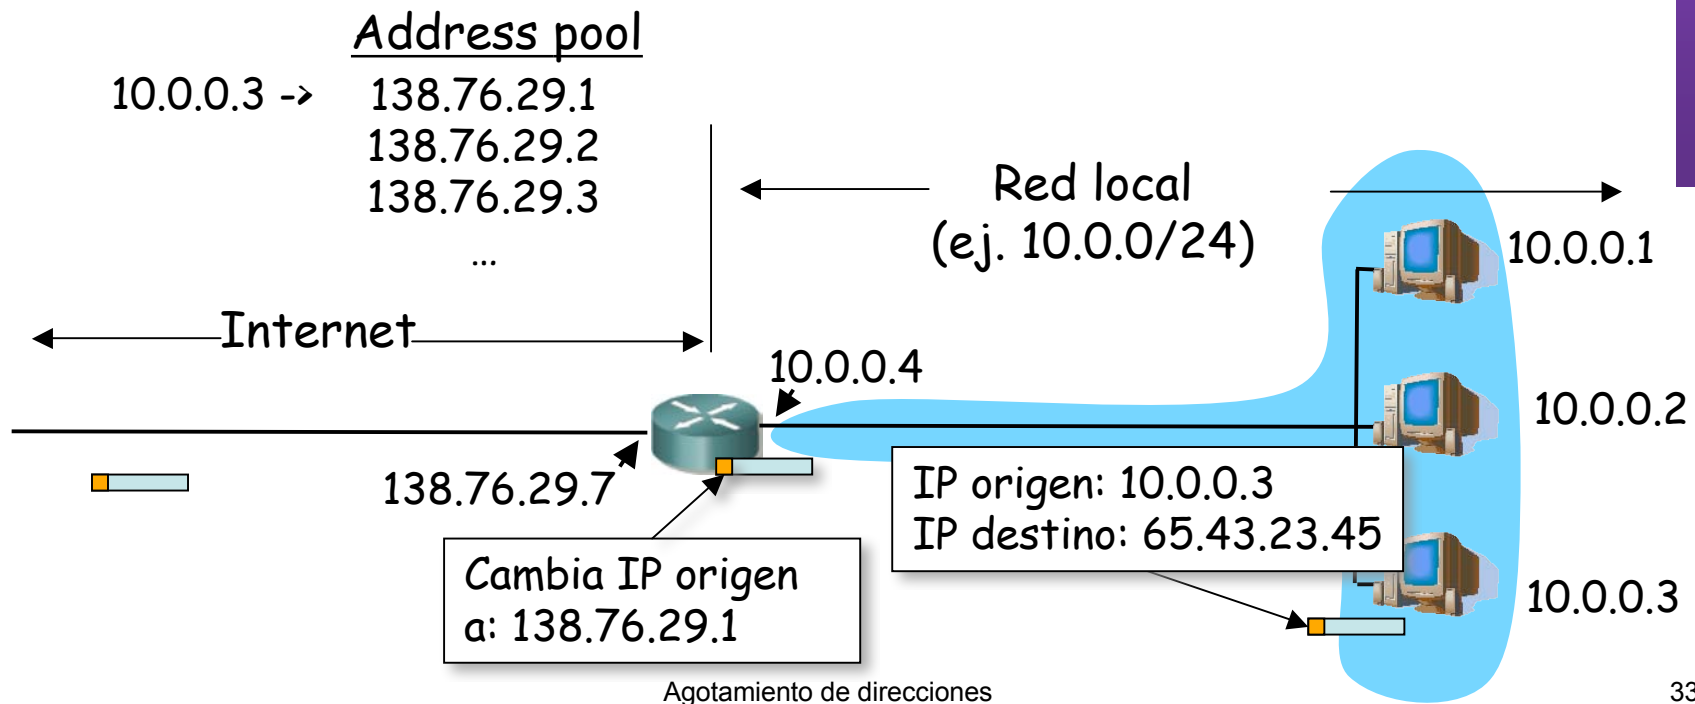 Address pool
10.0.0.3 -> 138.76.29.1
138.76.29.2
138.76.29.3
...
Red local
(ej. 10.0.0/24)
10.0.0.1
Internet
10.0.0.4
10.0.0.2
138.76.29.7
IP origen: 10.0.0.3
IP destino: 65.43.23.45
Cambia IP origen
a: 138.76.29.1
10.0.0.3
Agotamiento de direcciones
33